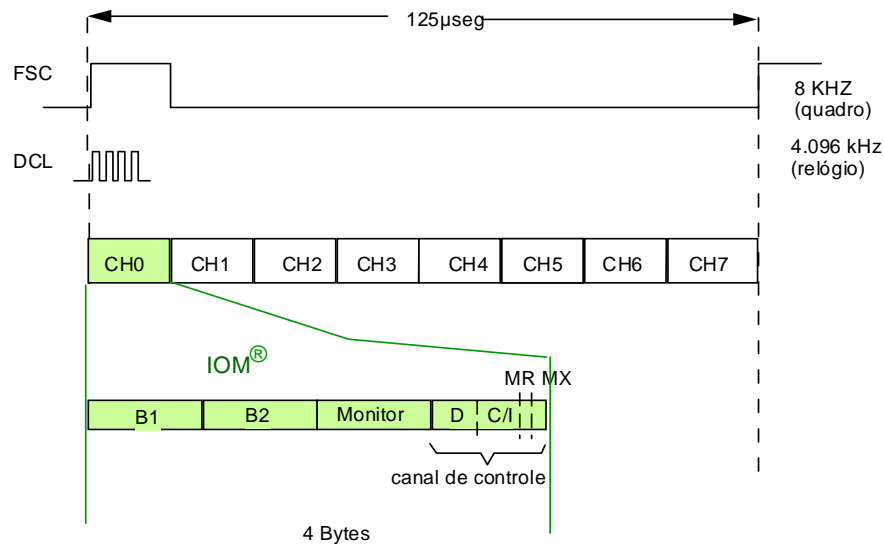 125µseg
FSC
8 KHZ
(quadro)
DCL
4.096 kHz
(relógio)
CH0 CH1 CH2 CH3 CH4 CH5 CH6 CH7
IOM®
MR MX
B1 B2 Monitor D C/I
canal de controle
4 Bytes